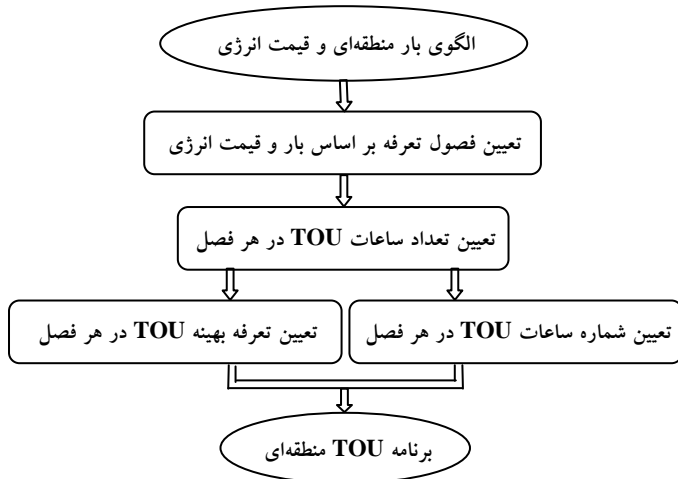 الگوی بار منطقه‌ای و قیمت انرژی
تعیین فصول تعرفه بر اساس بار و قیمت انرژی
تعیین تعداد ساعات TOU در هر فصل
تعیین شماره ساعات TOU در هر فصل
تعیین تعرفه بهینه TOU در هر فصل
برنامه TOU منطقه‌ای